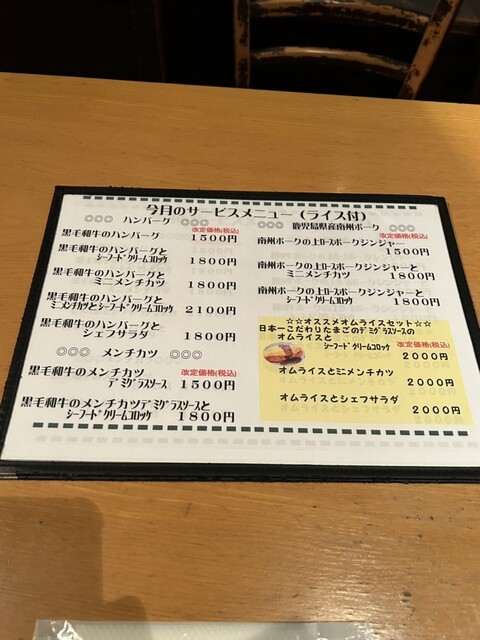 今月のサービスメニュー（ライス付）
○○○ ハンバーグ ○○○
改定価格(税込)
黒毛和牛のハンバーグ 1500円
黒毛和牛のハンバーグと
シーフードクリームコロッケ 1800円
黒毛和牛のハンバーグと
ミニメンチカツ 1800円
黒毛和牛のハンバーグと
ミニメンチカツとシーフードクリームコロッケ 2100円
黒毛和牛のハンバーグと
シェフサラダ 1800円
○○○ メンチカツ ○○○
黒毛和牛のメンチカツ 改定価格(税込)
デミグラスソース 1500円
黒毛和牛のメンチカツデミグラスソースと
シーフードクリームコロッケ 1800円
○○○ 鹿児島県産南州ポーク ○○○
改定価格(税込)
南州ポークの上ロースポークジンジャー
1500円
南州ポークの上ロースポークジンジャーと
ミニメンチカツ 1800円
南州ポークの上ロースポークジンジャーと
シーフードクリームコロッケ 1800円
☆☆オススメオムライスセット☆☆
日本一こだわりたまごのデミグラスソースの
オムライスと 改定価格(税込)
シーフードクリームコロッケ 2000円
オムライスとミニメンチカツ
2000円
オムライスとシェフサラダ
2000円